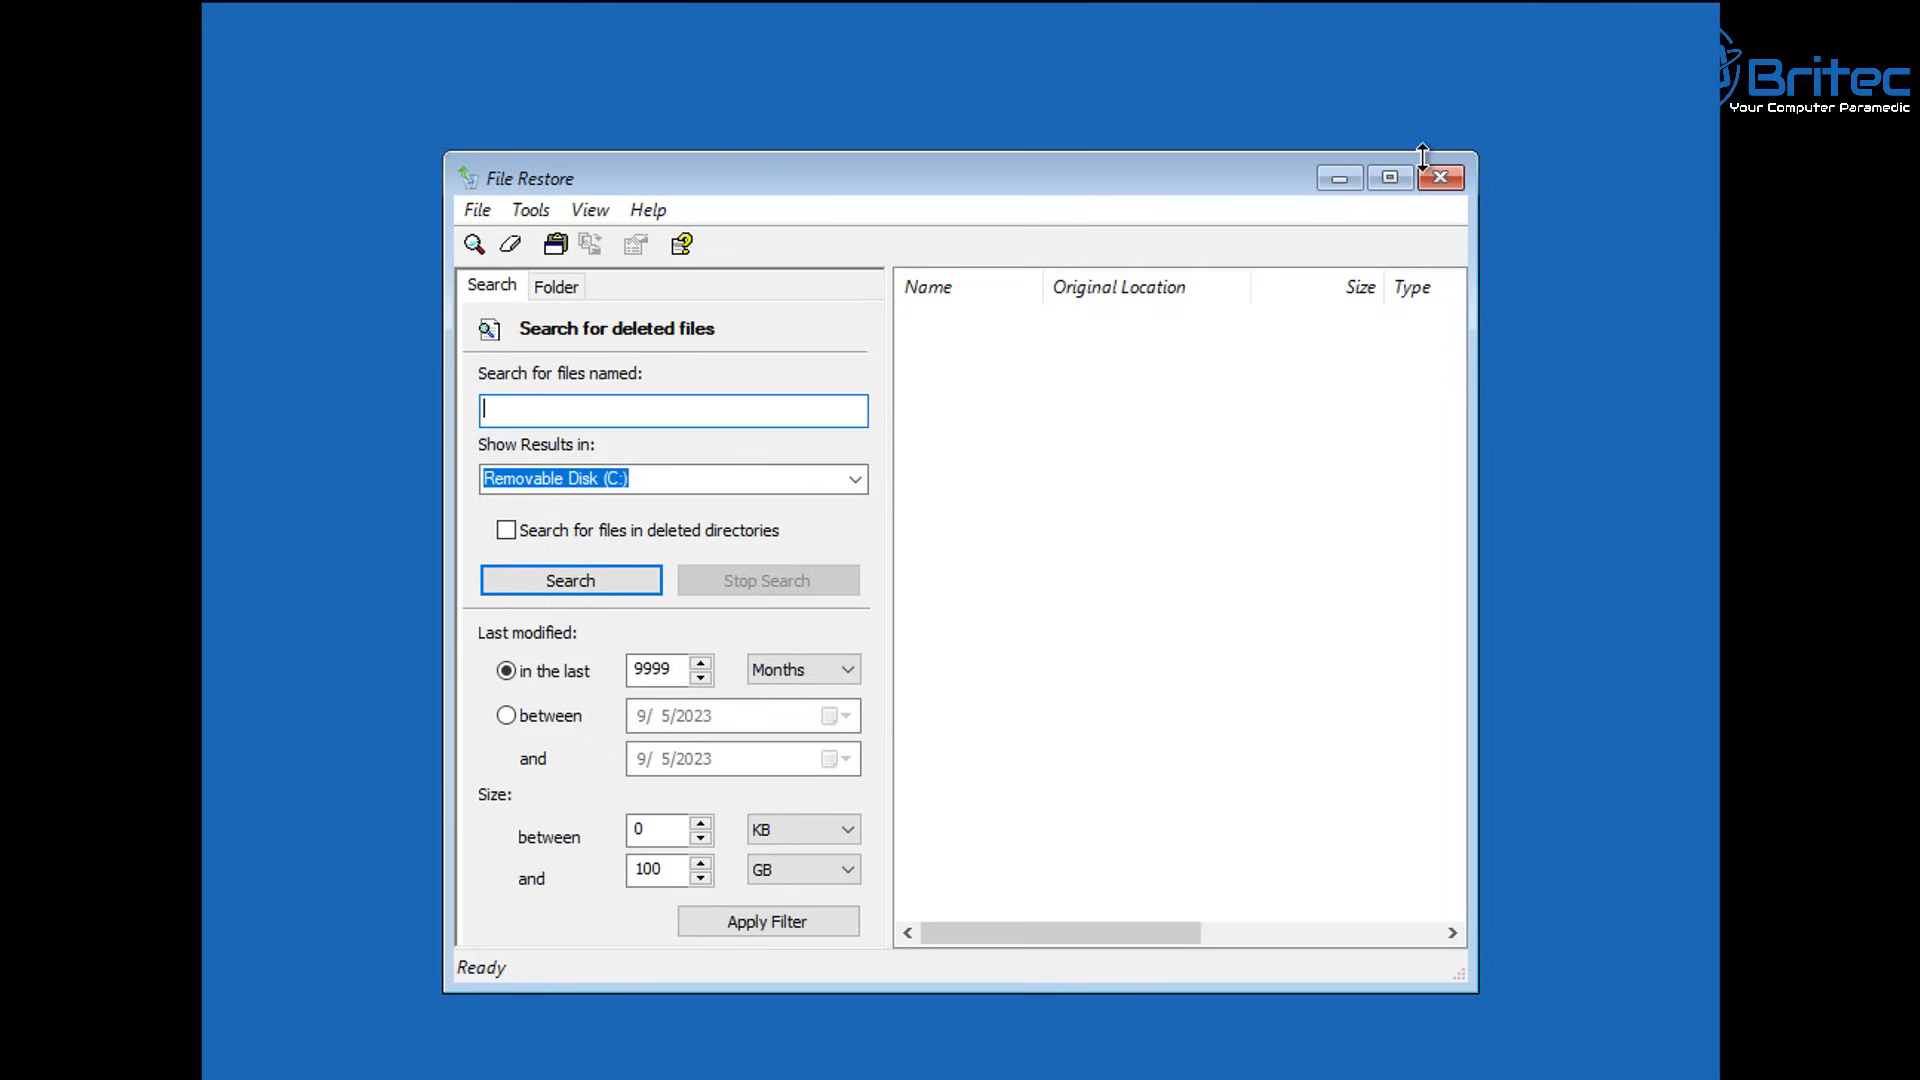 Britec
Your Computer Paramedic
File Restore
File Tools View Help
Search Folder
Name Original Location Size Type
Search for deleted files
Search for files named:
Show Results in:
Removable Disk (C:)
Search for files in deleted directories
Search Stop Search
Last modified:
in the last 9999 Months
between 9/ 5/2023
and 9/ 5/2023
Size:
between 0 KB
and 100 GB
Apply Filter
Ready